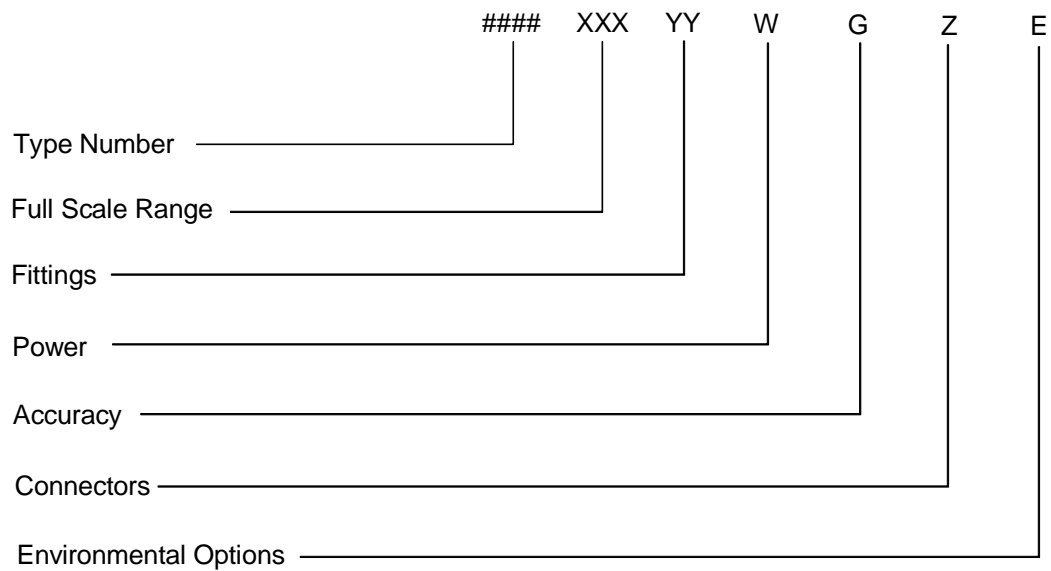 #### XXX YY W G Z E
Type Number
Full Scale Range
Fittings
Power
Accuracy
Connectors
Environmental Options